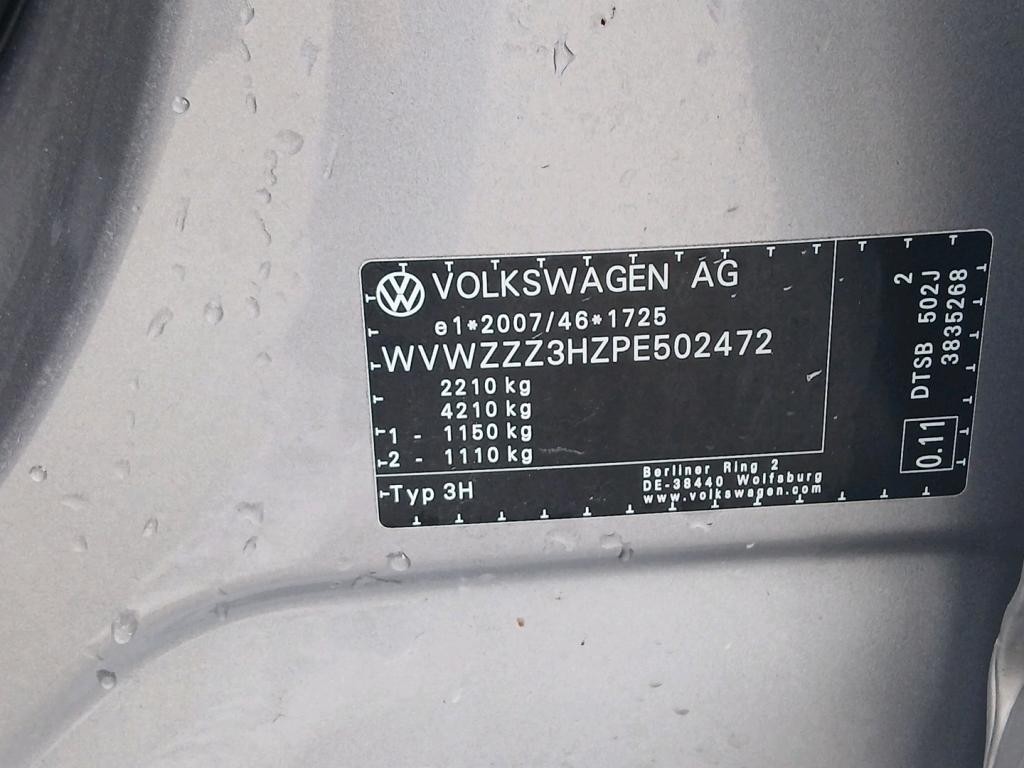 VOLKSWAGEN AG
e1*2007/46*1725
WVWZZZ3HZPE502472
2210 kg
4210 kg
1 - 1150 kg
2 - 1110 kg
Typ 3H
Berliner Ring 2
DE-38440 Wolfsburg
www.volkswagen.com
2
DTSB 502J
3835268
0.11